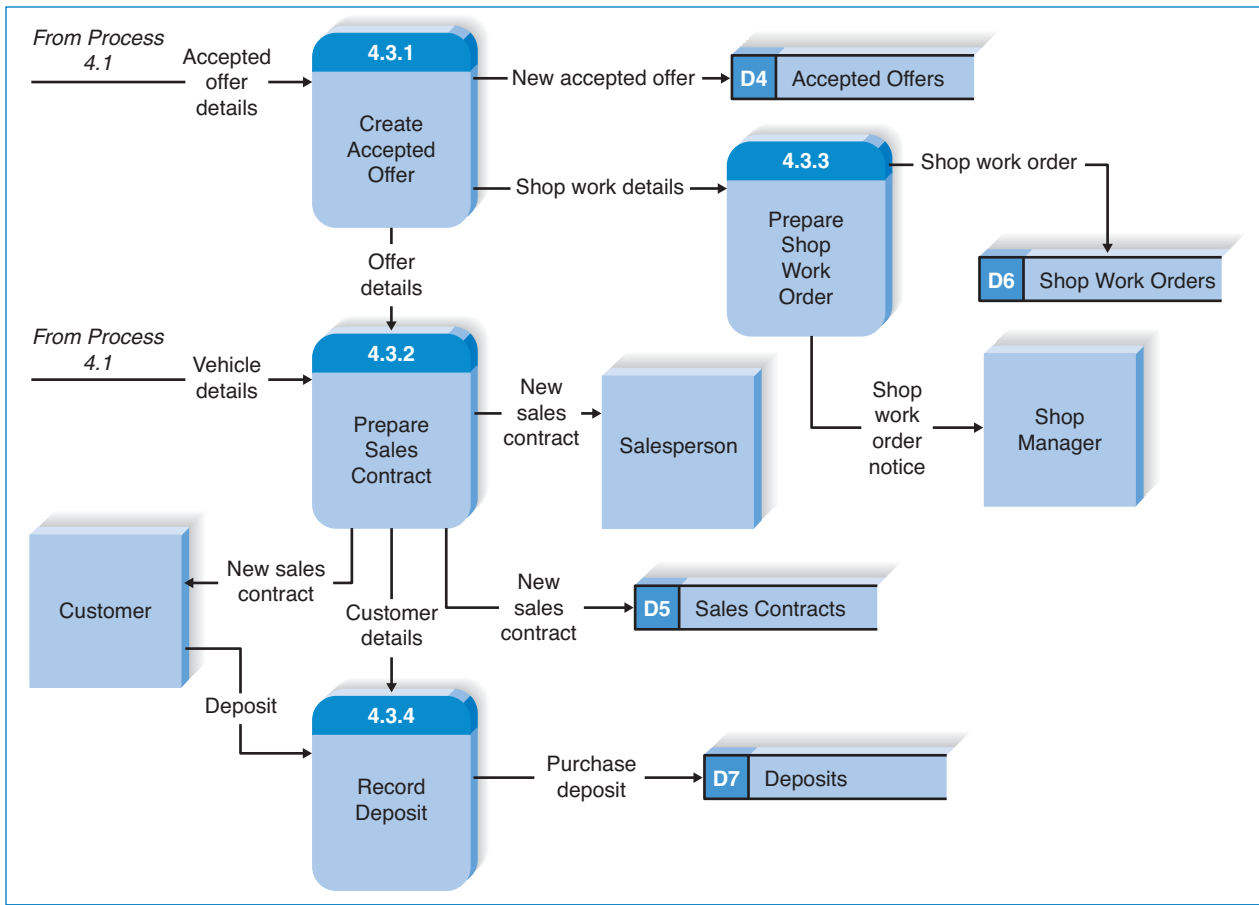 From Process
4.1
Accepted
offer
details
4.3.1
Create
Accepted
Offer
New accepted offer
D4
Accepted Offers
Shop work details
4.3.3
Prepare
Shop
Work
Order
Shop work order
D6
Shop Work Orders
Offer
details
From Process
4.1
Vehicle
details
4.3.2
Prepare
Sales
Contract
New
sales
contract
Salesperson
Shop
work
order
notice
Shop
Manager
Customer
New sales
contract
Customer
details
New
sales
contract
D5
Sales Contracts
Deposit
4.3.4
Record
Deposit
Purchase
deposit
D7
Deposits